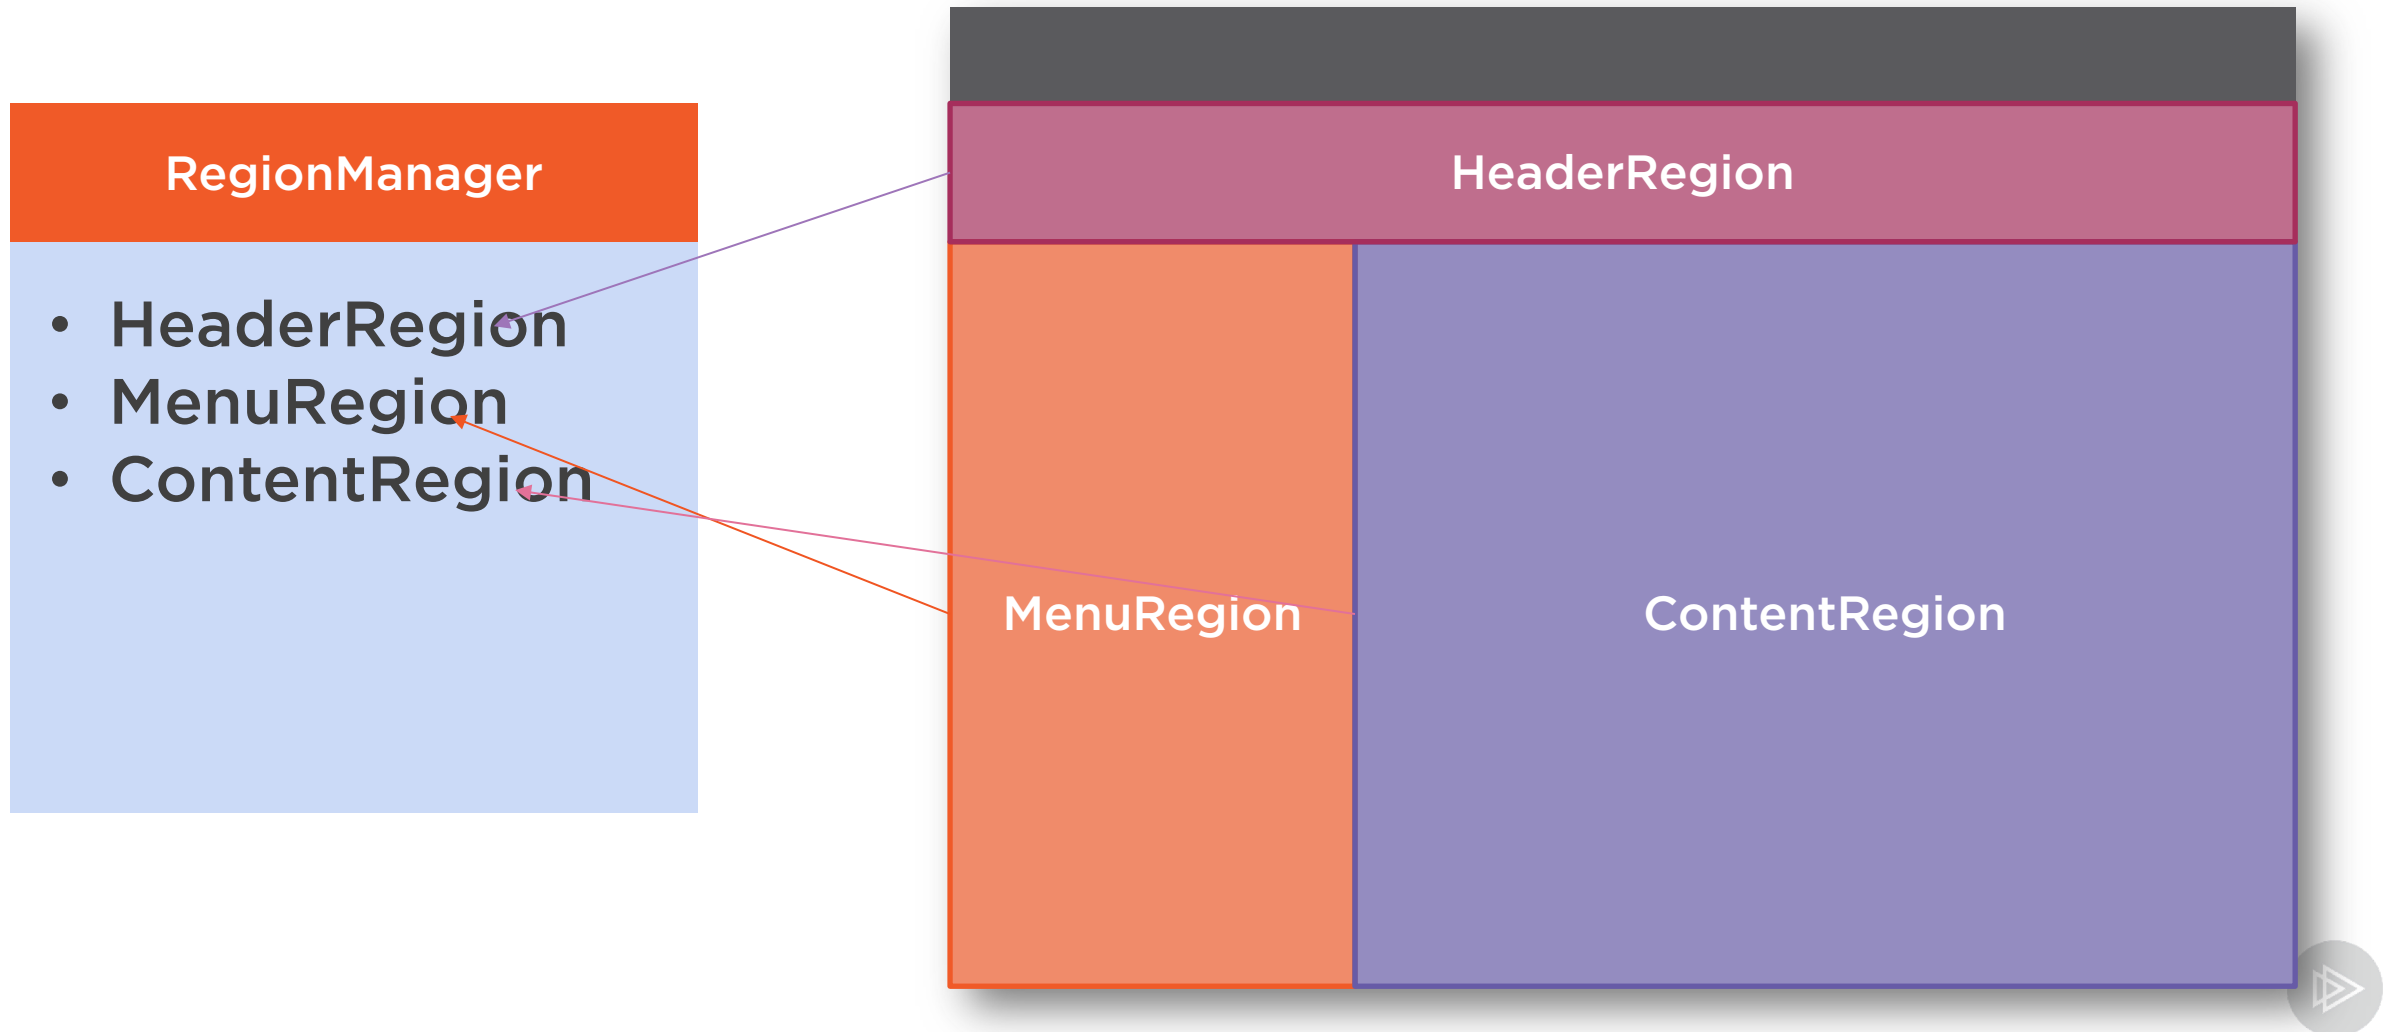 RegionManager
• HeaderRegion
• MenuRegion
• ContentRegion
HeaderRegion
MenuRegion
ContentRegion